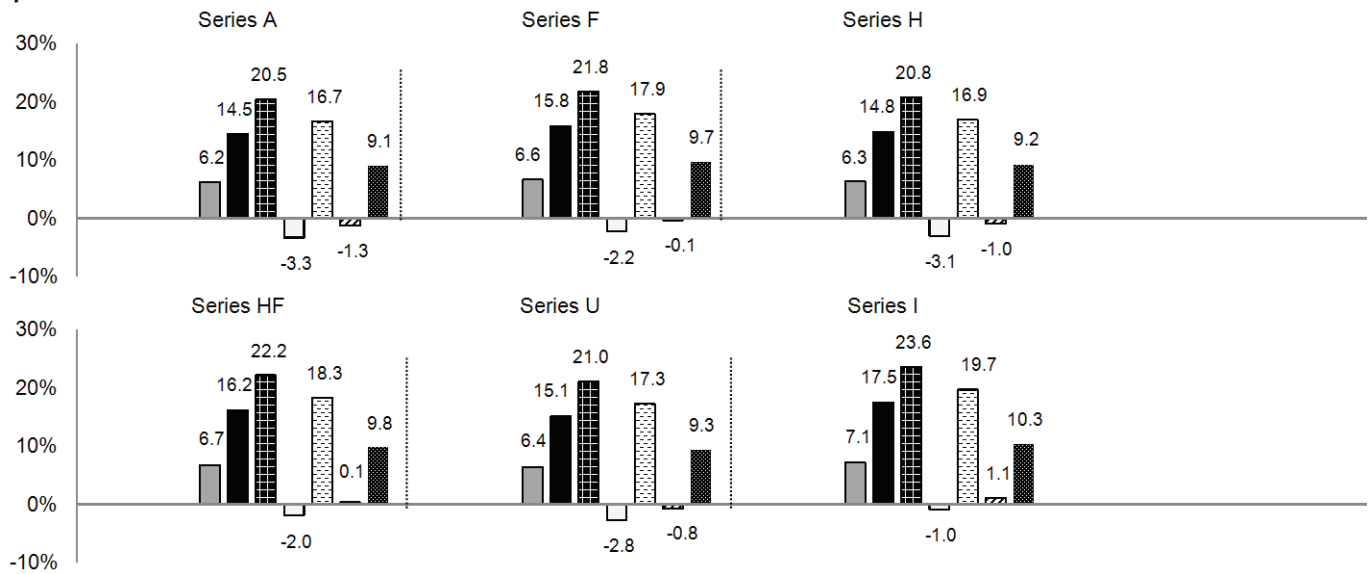 Series A Series F Series H
30%
20%
10%
0%
-10%
6.2 14.5 20.5 -3.3 16.7 -1.3 9.1
6.6 15.8 21.8 -2.2 17.9 -0.1 9.7
6.3 14.8 20.8 -3.1 16.9 -1.0 9.2
Series HF Series U Series I
30%
20%
10%
0%
-10%
6.7 16.2 22.2 -2.0 18.3 0.1 9.8
6.4 15.1 21.0 -2.8 17.3 -0.8 9.3
7.1 17.5 23.6 -1.0 19.7 1.1 10.3